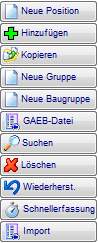 Neue Position
Hinzufügen
Kopieren
Neue Gruppe
Neue Baugruppe
GAEB-Datei
Suchen
Löschen
Wiederherst.
Schnellerfassung
Import